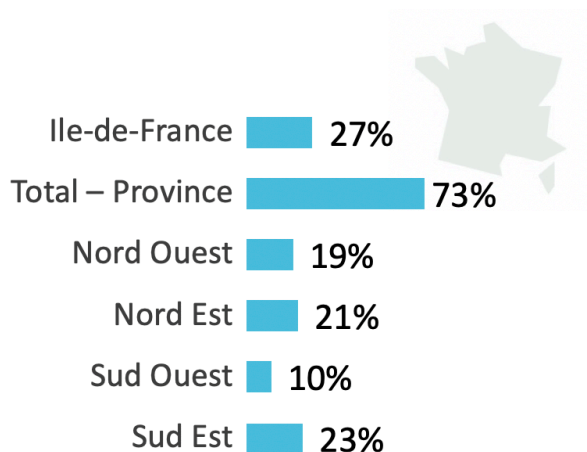 Ile-de-France 27%
Total – Province 73%
Nord Ouest 19%
Nord Est 21%
Sud Ouest 10%
Sud Est 23%